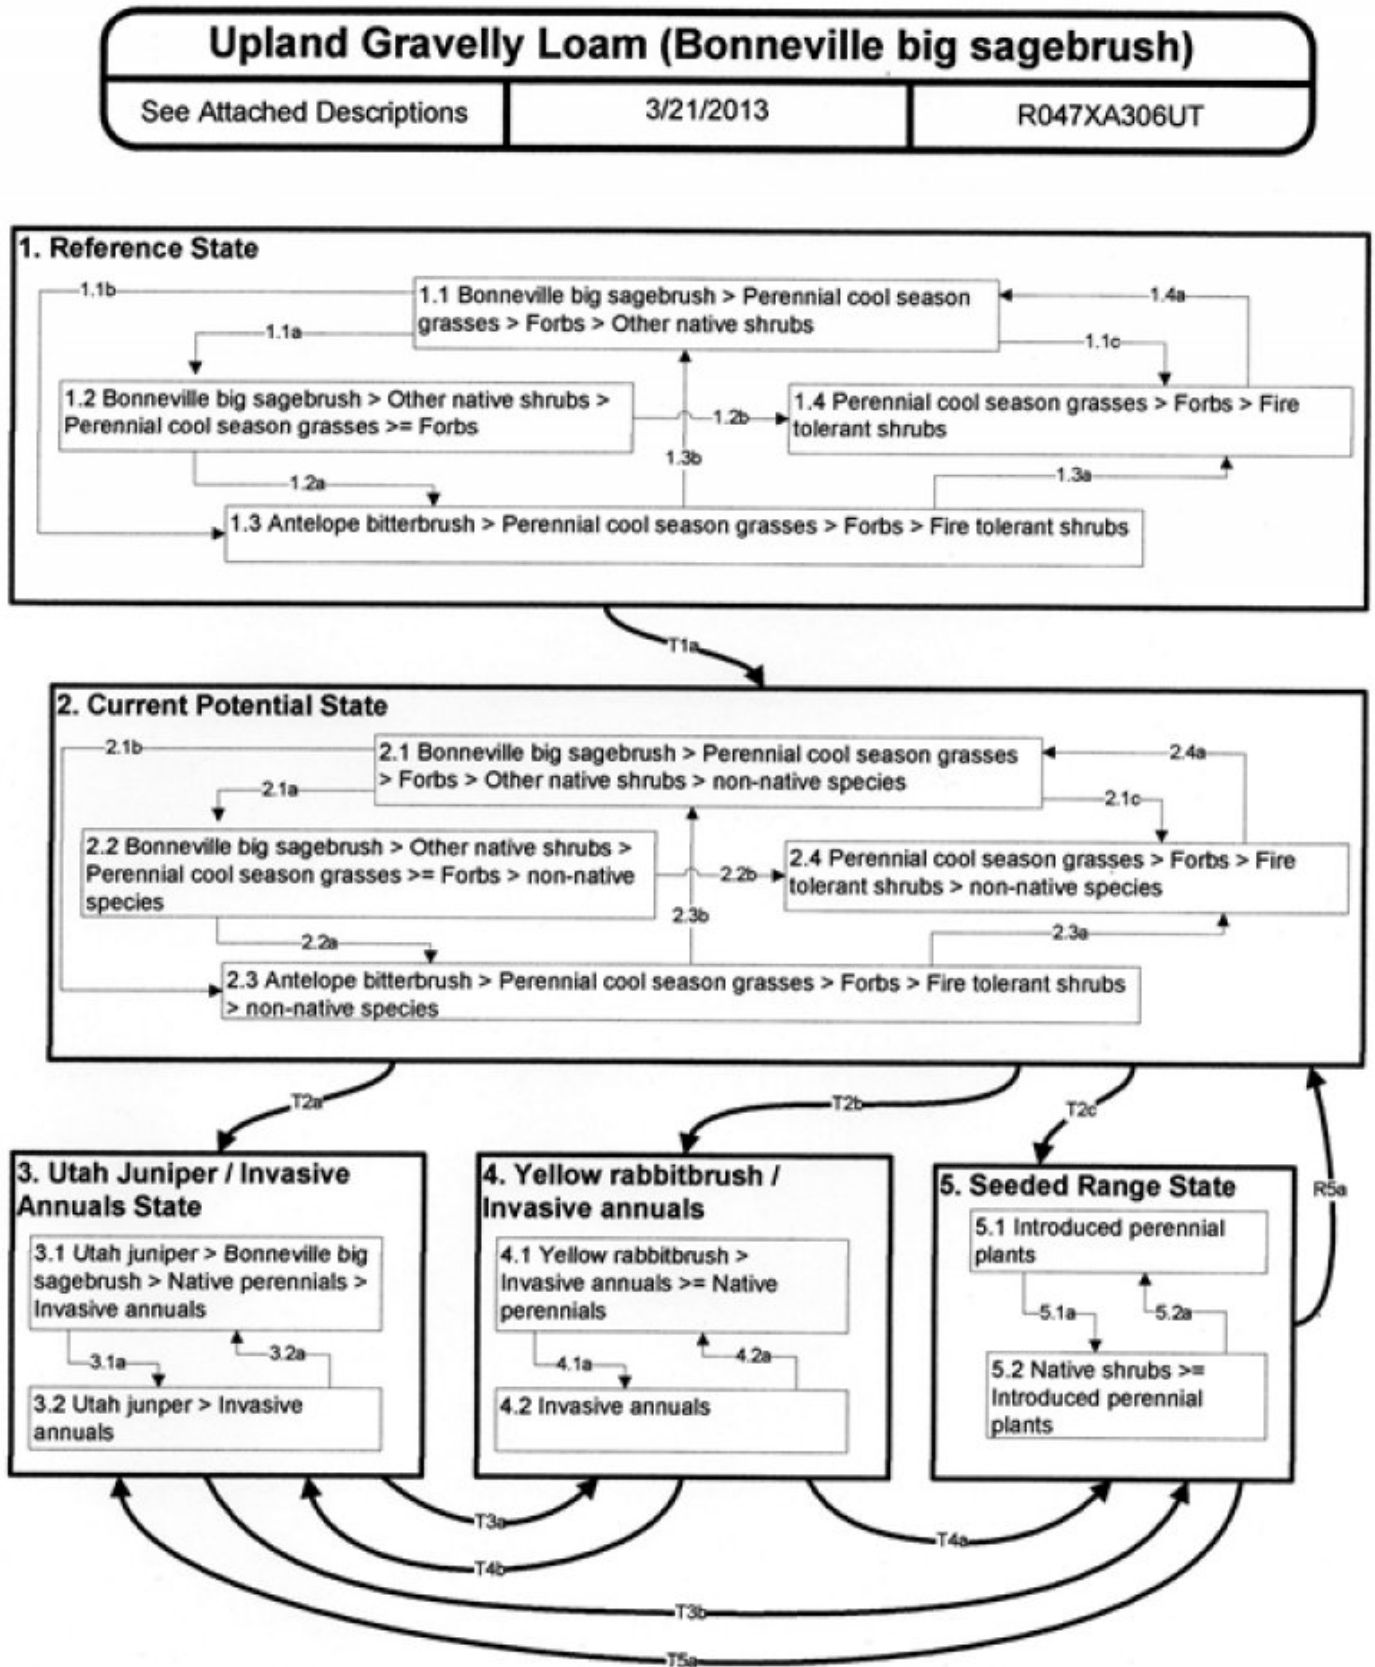 Upland Gravelly Loam (Bonneville big sagebrush)
See Attached Descriptions
3/21/2013
R047XA306UT
1. Reference State
1.1b
1.1 Bonneville big sagebrush > Perennial cool season
grasses > Forbs > Other native shrubs
1.4a
1.1a
1.1c
1.2 Bonneville big sagebrush > Other native shrubs >
Perennial cool season grasses >= Forbs
1.2b
1.4 Perennial cool season grasses > Forbs > Fire
tolerant shrubs
1.3b
1.2a
1.3a
1.3 Antelope bitterbrush > Perennial cool season grasses > Forbs > Fire tolerant shrubs
T1a
2. Current Potential State
2.1b
2.1 Bonneville big sagebrush > Perennial cool season grasses
> Forbs > Other native shrubs > non-native species
2.4a
2.1a
2.1c
2.2 Bonneville big sagebrush > Other native shrubs >
Perennial cool season grasses >= Forbs > non-native
species
2.2b
2.4 Perennial cool season grasses > Forbs > Fire
tolerant shrubs > non-native species
2.3b
2.2a
2.3a
2.3 Antelope bitterbrush > Perennial cool season grasses > Forbs > Fire tolerant shrubs
> non-native species
T2a
T2b
T2c
R5a
3. Utah Juniper / Invasive
Annuals State
3.1 Utah juniper > Bonneville big
sagebrush > Native perennials >
Invasive annuals
3.1a
3.2a
3.2 Utah junper > Invasive
annuals
4. Yellow rabbitbrush /
Invasive annuals
4.1 Yellow rabbitbrush >
Invasive annuals >= Native
perennials
4.1a
4.2a
4.2 Invasive annuals
5. Seeded Range State
5.1 Introduced perennial
plants
5.1a
5.2a
5.2 Native shrubs >=
Introduced perennial
plants
T3a
T4b
T4a
T3b
T5a